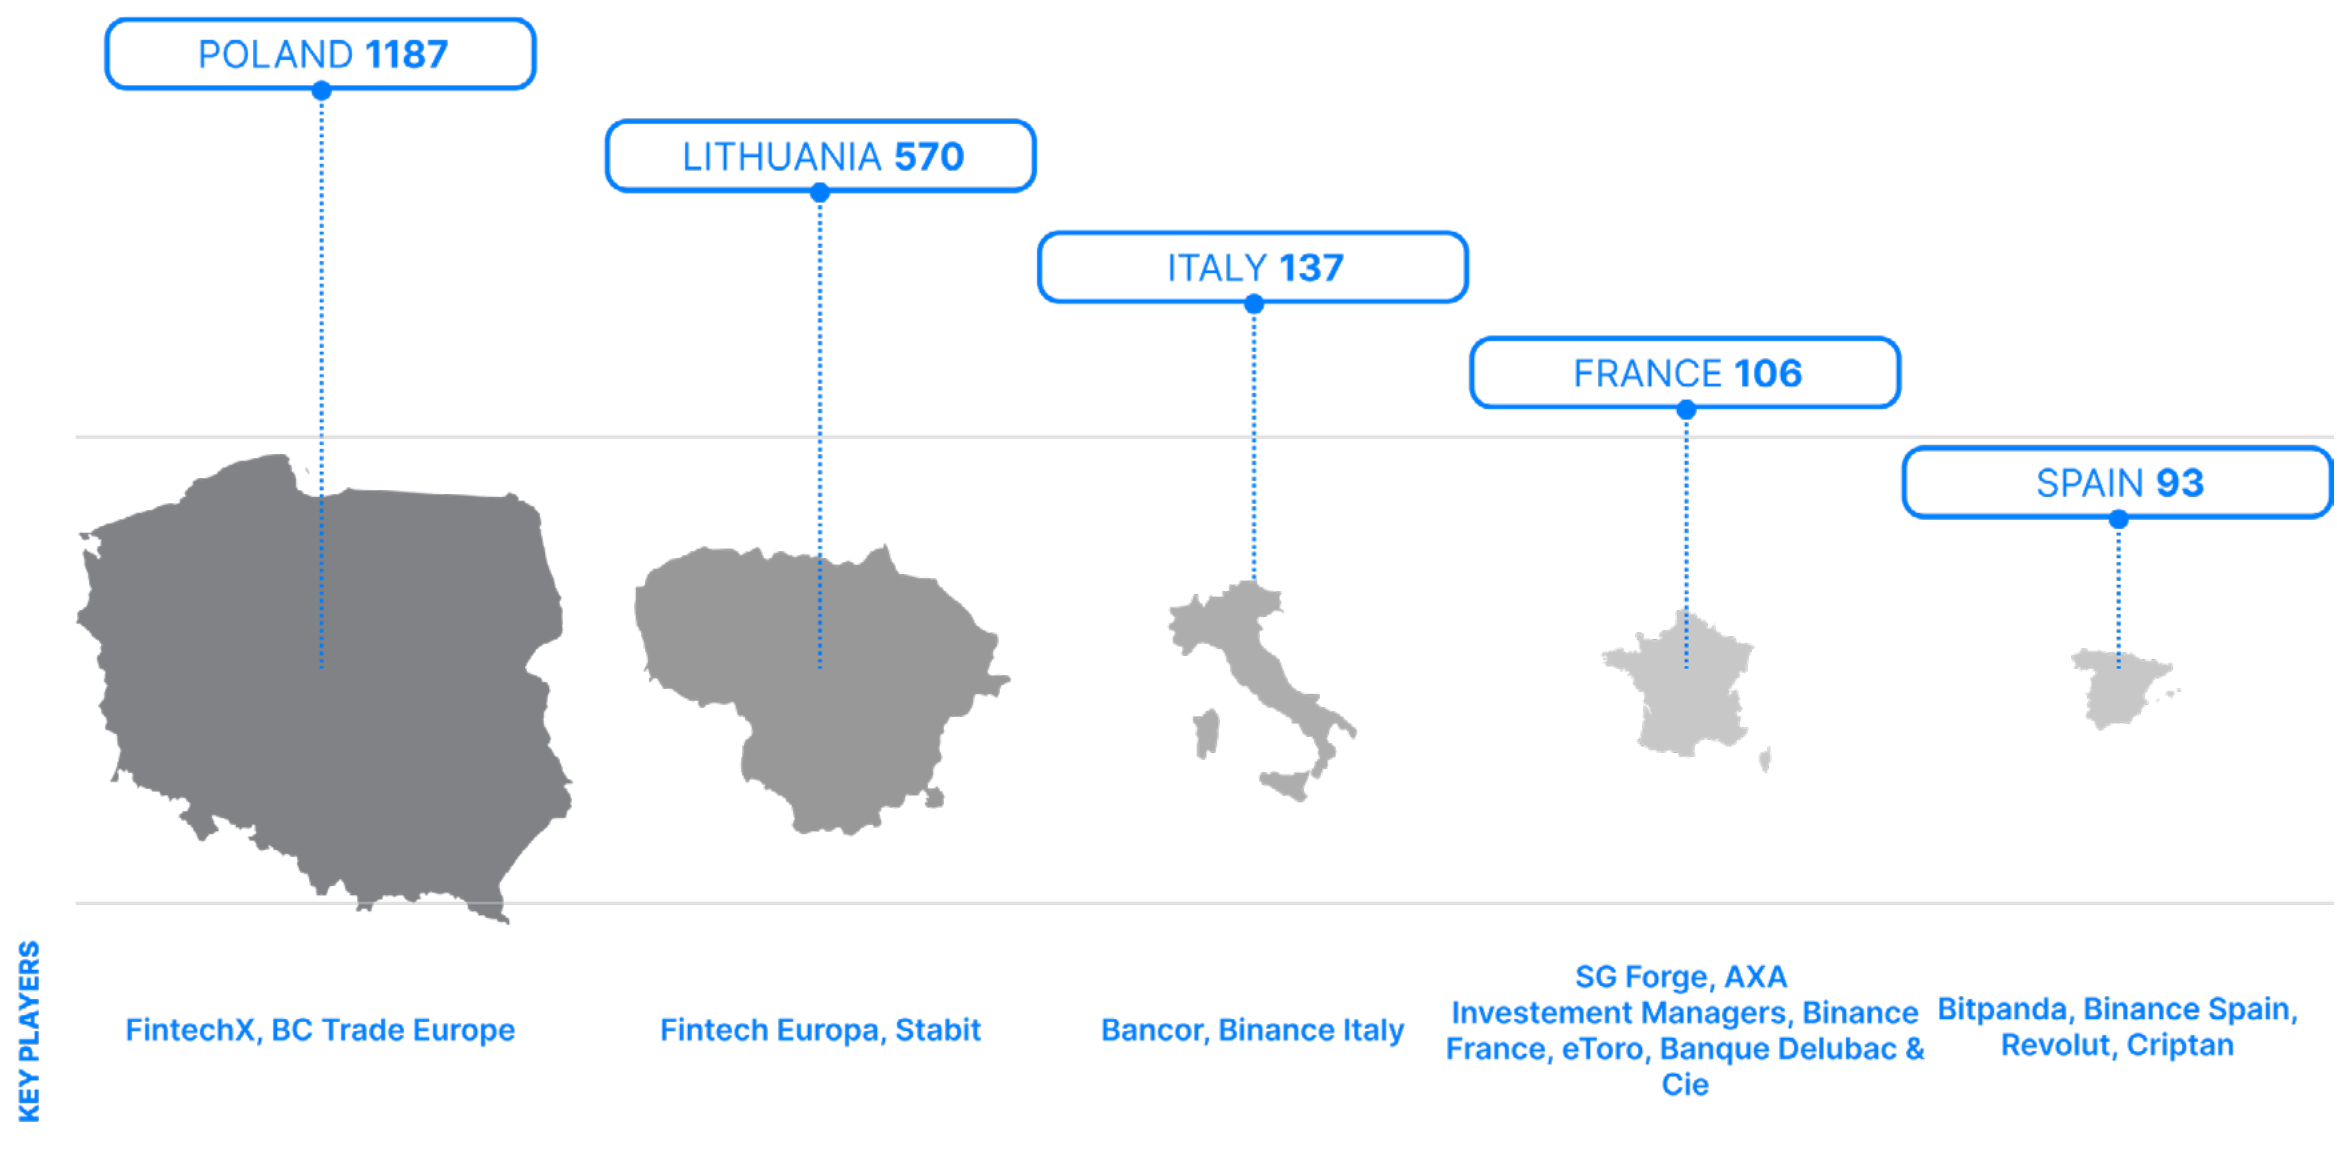 POLAND 1187
LITHUANIA 570
ITALY 137
FRANCE 106
SPAIN 93
KEY PLAYERS
FintechX, BC Trade Europe
Fintech Europa, Stabit
Bancor, Binance Italy
SG Forge, AXA
Investement Managers, Binance
France, eToro, Banque Delubac &
Cie
Bitpanda, Binance Spain,
Revolut, Criptan